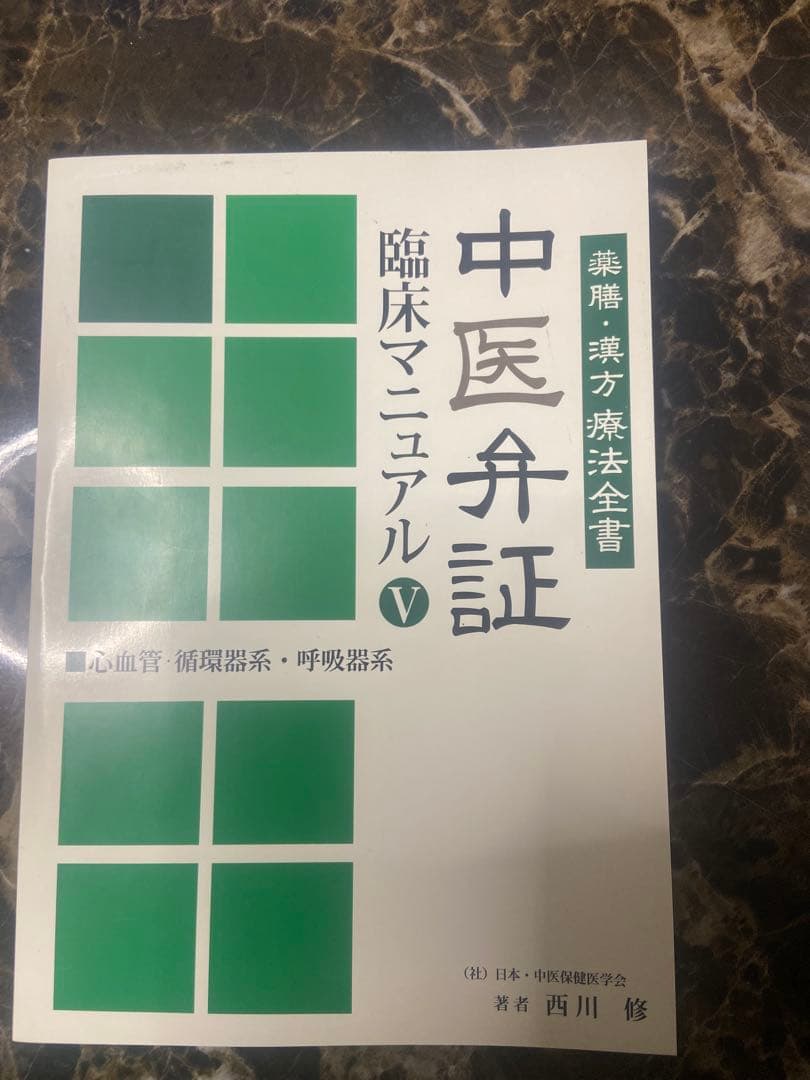 薬膳・漢方療法全書
中医弁証
臨床マニュアルⅤ
■心血管・循環器系・呼吸器系
(社)日本・中医保健医学会
著者 西川 修